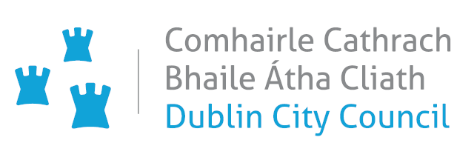 Comhairle Cathrach
Bhaile Átha Cliath
Dublin City Council